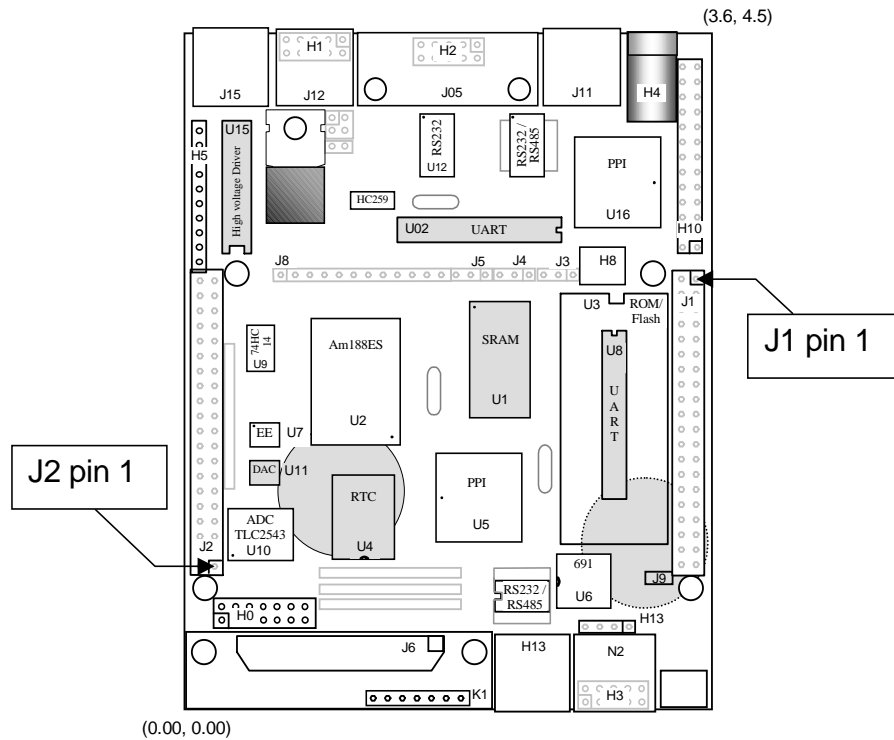 (3.6, 4.5)
H1
H2
J15
J12
J05
J11
H4
U15
High voltage Driver
H5
RS232
U12
RS232 /
RS485
PPI
U16
HC259
U02
UART
H10
J8
J5
J4
J3
H8
U3
ROM/
Flash
J1
J1 pin 1
74HC
14
U9
Am188ES
U2
SRAM
U1
U8
UART
EE
U7
DAC
U11
J2 pin 1
RTC
U4
PPI
U5
ADC
TLC2543
U10
J2
691
U6
J9
RS232 /
RS485
H0
H13
J6
H13
N2
K1
H3
(0.00, 0.00)